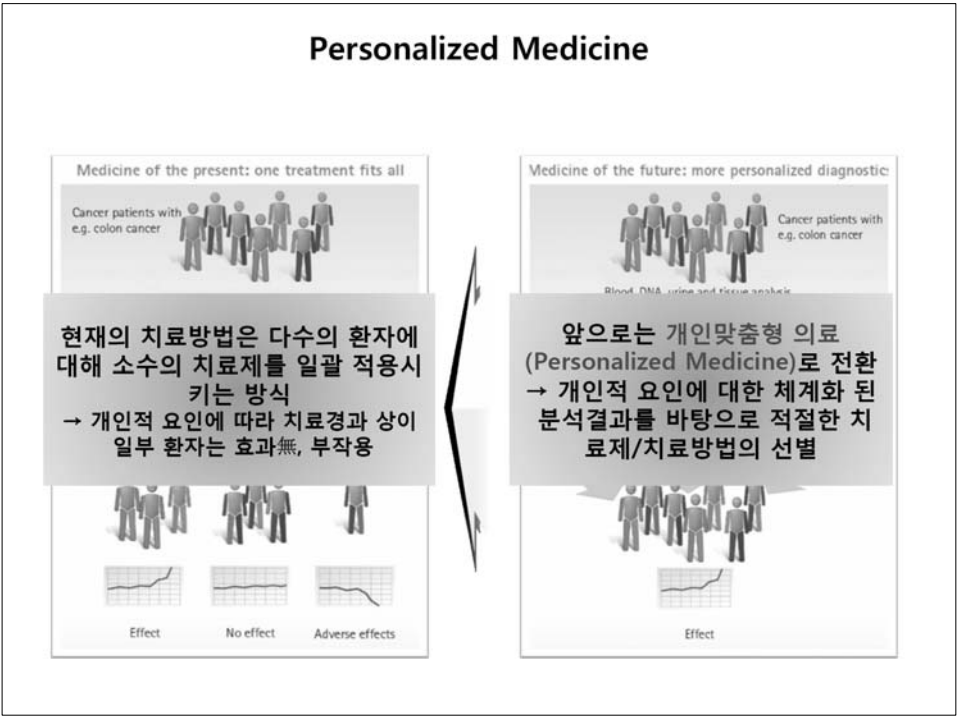 Personalized Medicine
Medicine of the present: one treatment fits all
Cancer patients with
e.g. colon cancer
현재의 치료방법은 다수의 환자에
대해 소수의 치료제를 일괄 적용시
키는 방식
→ 개인적 요인에 따라 치료경과 상이
일부 환자는 효과無, 부작용
Effect
No effect
Adverse effects
Medicine of the future: more personalized diagnostic
Cancer patients with
e.g. colon cancer
Blood, DNA, urine and tissue analysis
앞으로는 개인맞춤형 의료
(Personalized Medicine)로 전환
→ 개인적 요인에 대한 체계화 된
분석결과를 바탕으로 적절한 치
료제/치료방법의 선별
Effect